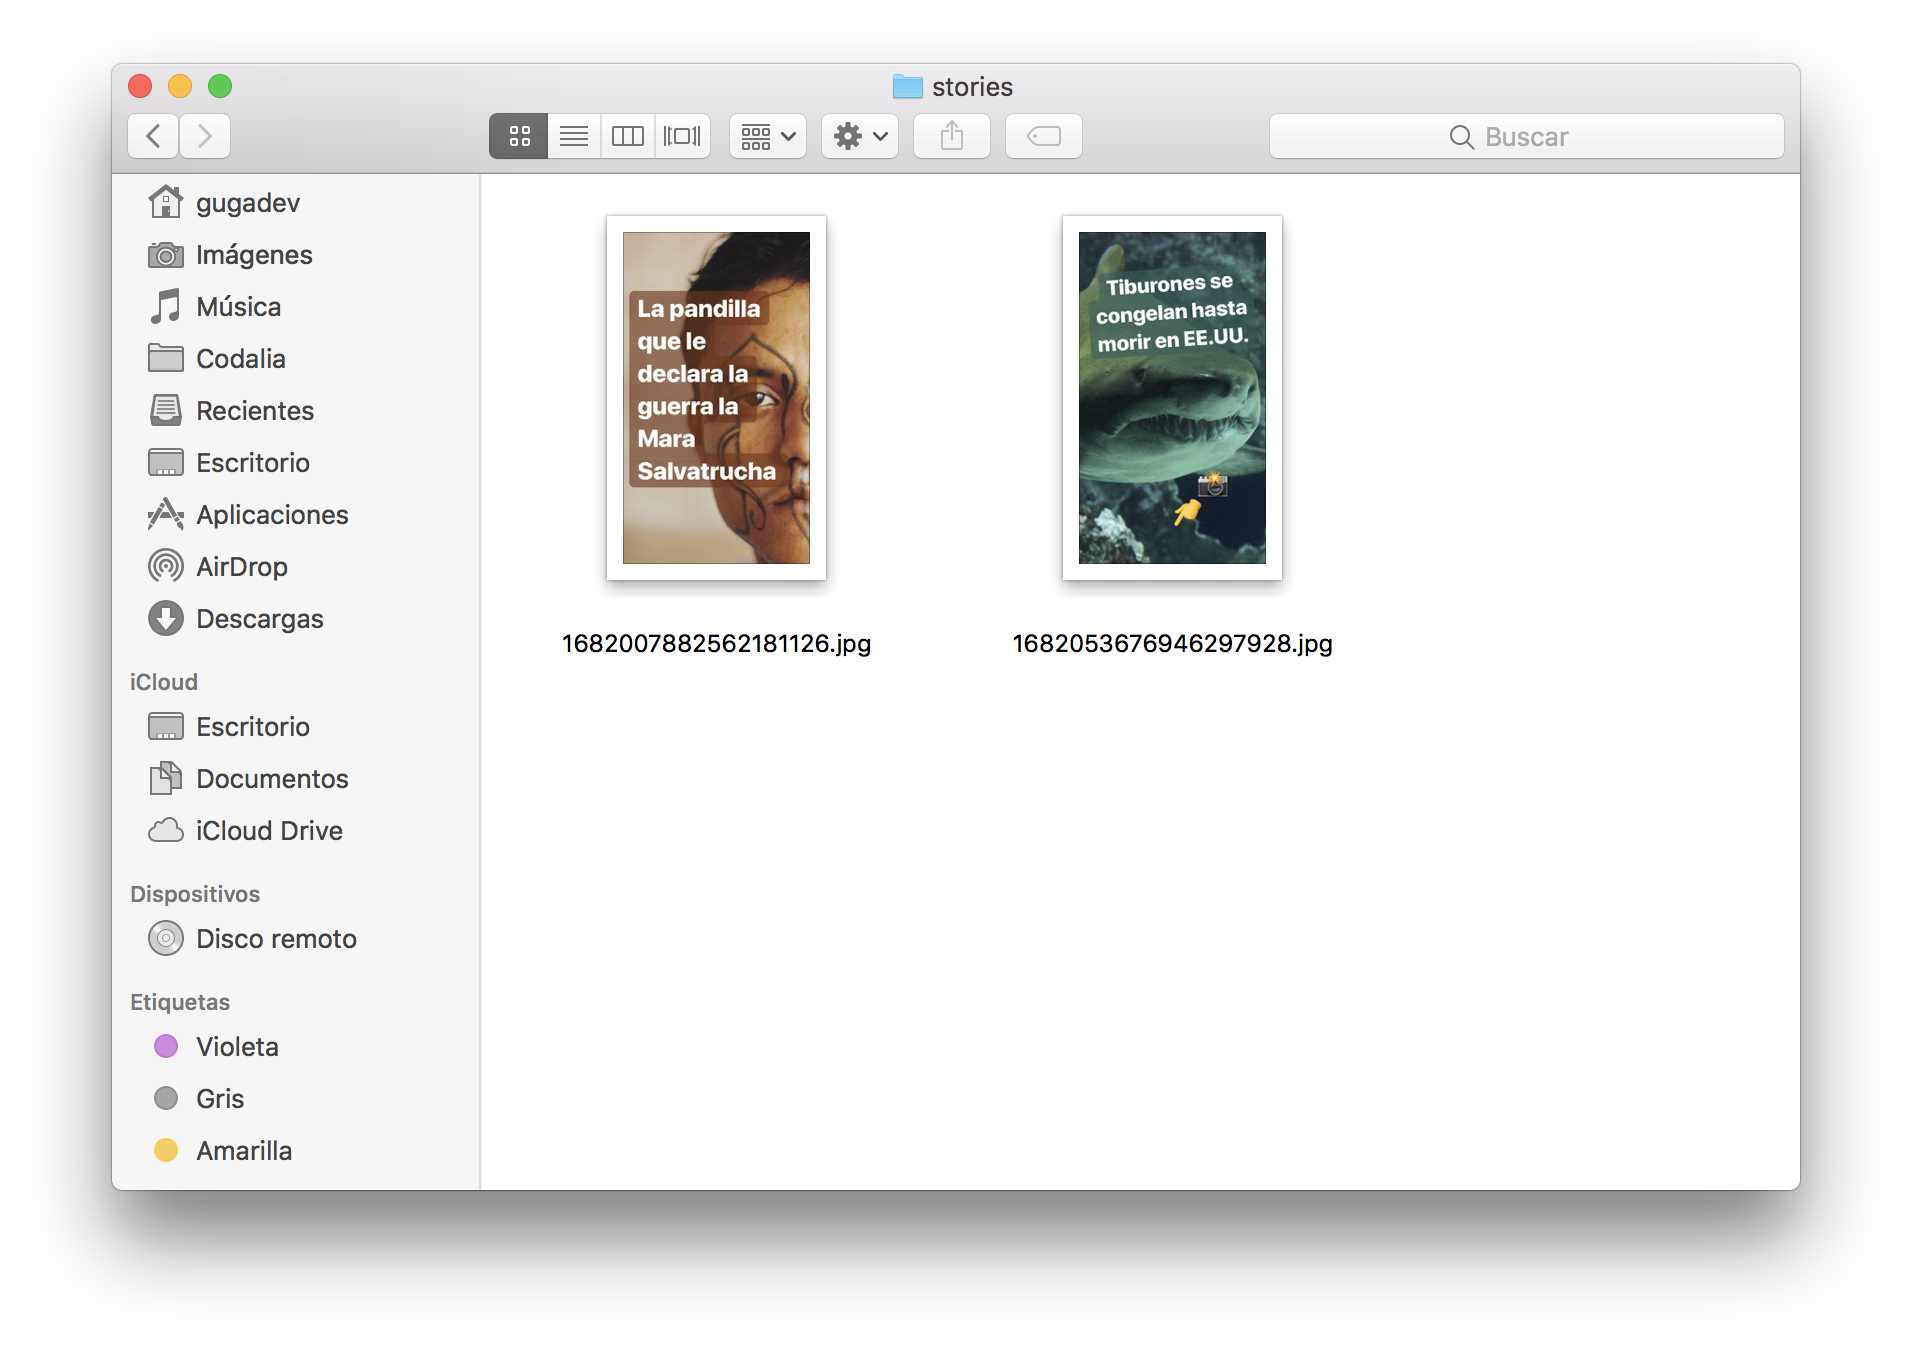 stories
Buscar
gugadev
Imágenes
Música
Codalia
Recientes
Escritorio
Aplicaciones
AirDrop
Descargas
iCloud
Escritorio
Documentos
iCloud Drive
Dispositivos
Disco remoto
Etiquetas
Violeta
Gris
Amarilla
La pandilla
que le
declara la
guerra la
Mara
Salvatrucha
1682007882562181126.jpg
Tiburones se
congelan hasta
morir en EE.UU.
1682053676946297928.jpg